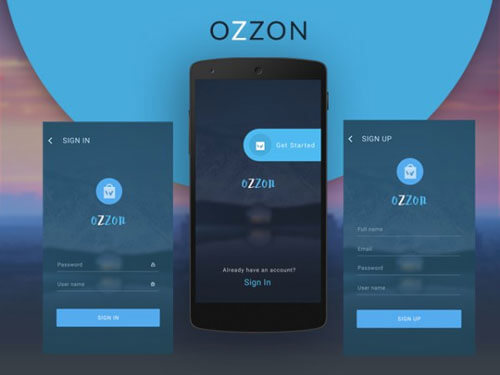 OZZON
SIGN IN
OZZON
Password
User name
SIGN IN
Get Started
OZZON
Already have an account?
Sign In
SIGN UP
OZZON
Full name
Email
Password
User name
SIGN UP